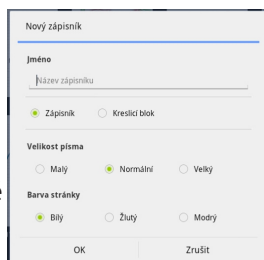 Nový zápisník
Jméno
Název zápisníku
Zápisník Kreslicí blok
Velikost písma
Malý Normální Velký
Barva stránky
Bílý Žlutý Modrý
OK Zrušit